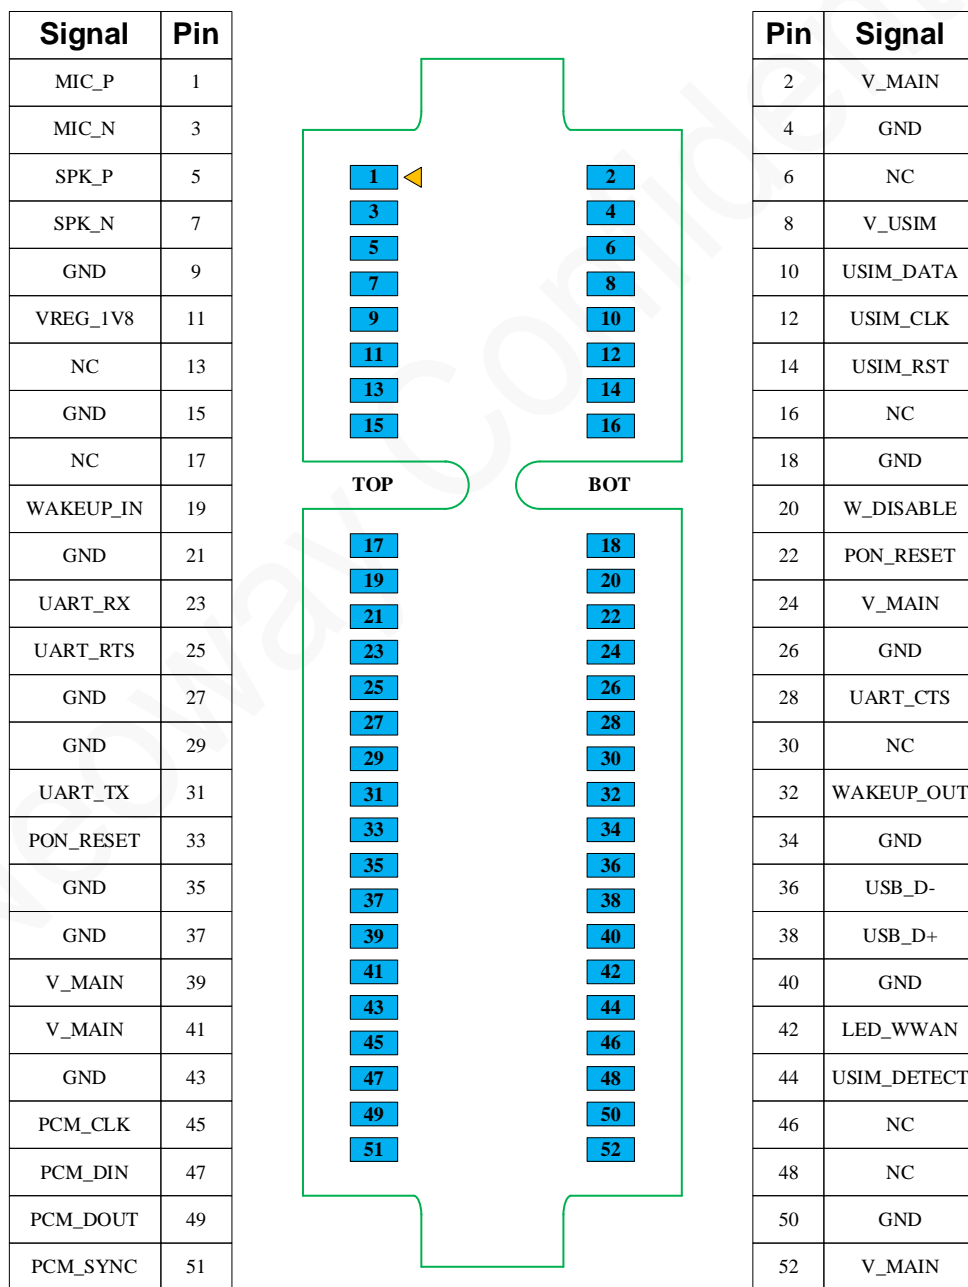 Signal Pin
MIC_P 1
MIC_N 3
SPK_P 5
SPK_N 7
GND 9
VREG_1V8 11
NC 13
GND 15
NC 17
WAKEUP_IN 19
GND 21
UART_RX 23
UART_RTS 25
GND 27
GND 29
UART_TX 31
PON_RESET 33
GND 35
GND 37
V_MAIN 39
V_MAIN 41
GND 43
PCM_CLK 45
PCM_DIN 47
PCM_DOUT 49
PCM_SYNC 51
1 2
3 4
5 6
7 8
9 10
11 12
13 14
15 16
TOP BOT
17 18
19 20
21 22
23 24
25 26
27 28
29 30
31 32
33 34
35 36
37 38
39 40
41 42
43 44
45 46
47 48
49 50
51 52
Pin Signal
2 V_MAIN
4 GND
6 NC
8 V_USIM
10 USIM_DATA
12 USIM_CLK
14 USIM_RST
16 NC
18 GND
20 W_DISABLE
22 PON_RESET
24 V_MAIN
26 GND
28 UART_CTS
30 NC
32 WAKEUP_OUT
34 GND
36 USB_D-
38 USB_D+
40 GND
42 LED_WWAN
44 USIM_DETECT
46 NC
48 NC
50 GND
52 V_MAIN